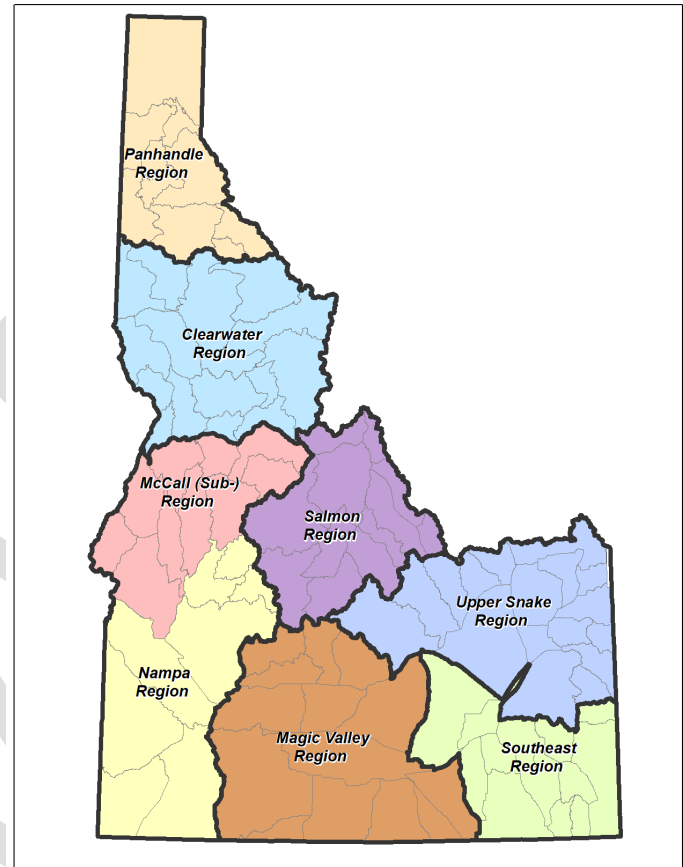 Panhandle
Region
Clearwater
Region
McCall (Sub-)
Region
Salmon
Region
Upper Snake
Region
Nampa
Region
Magic Valley
Region
Southeast
Region